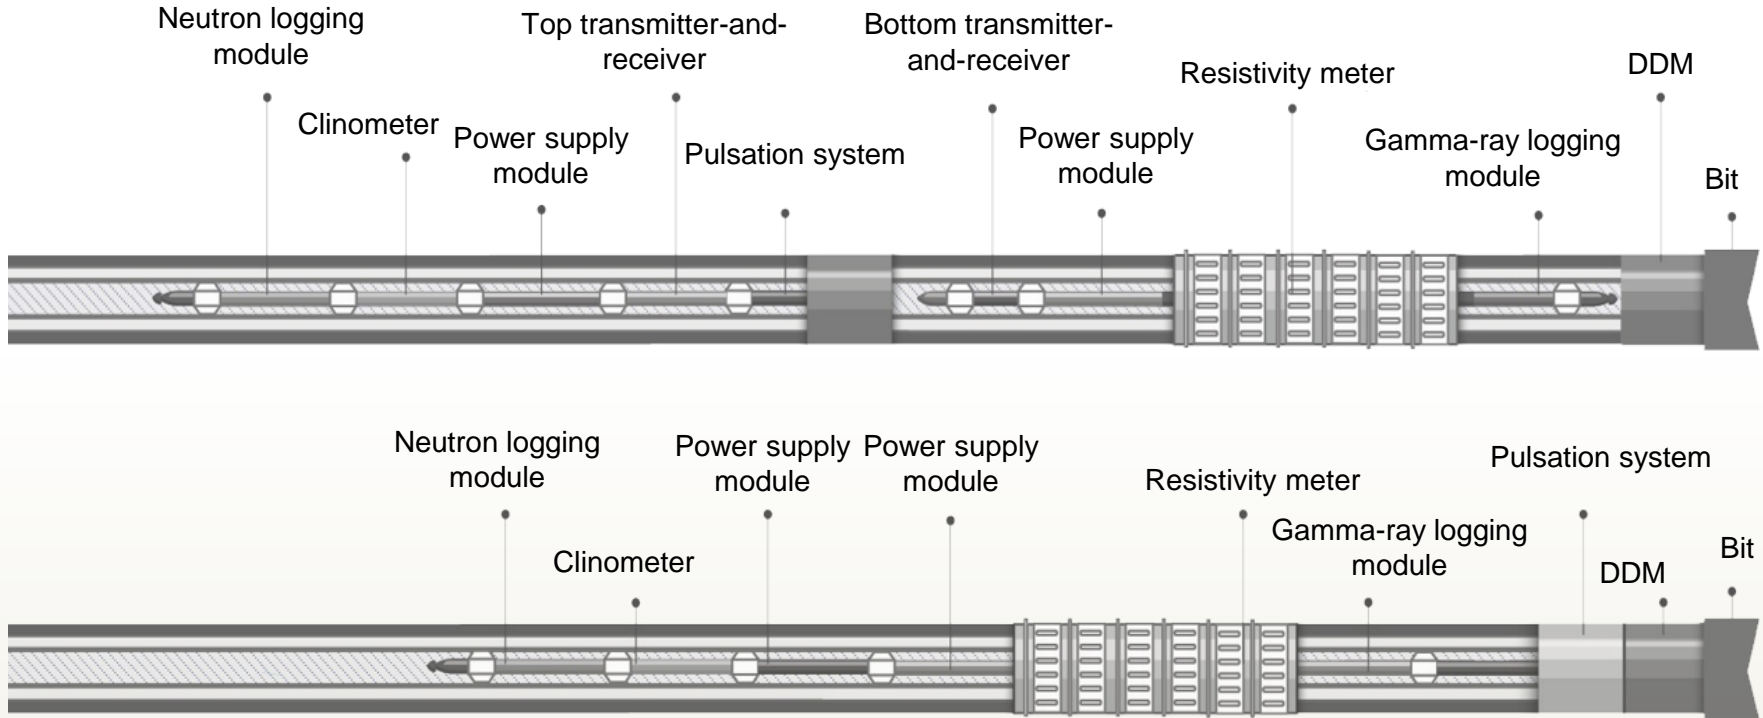 Neutron logging
module
Top transmitter-and-
receiver
Bottom transmitter-
and-receiver
Resistivity meter
DDM
Clinometer
Power supply
module
Pulsation system
Power supply
module
Gamma-ray logging
module
Bit
Neutron logging
module
Power supply
module
Power supply
module
Resistivity meter
Pulsation system
Clinometer
Gamma-ray logging
module
DDM
Bit